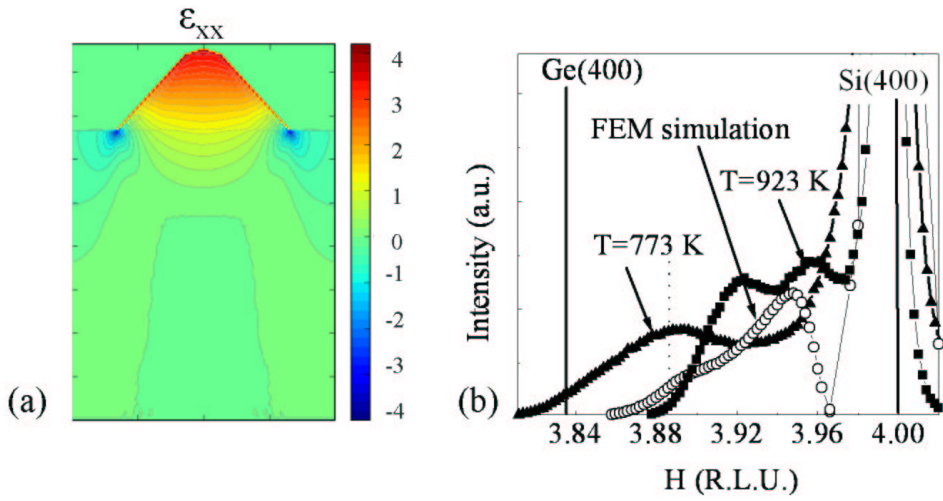 εxx
4
3
2
1
0
-1
-2
-3
-4
(a)
Ge(400)
Si(400)
FEM simulation
T=923 K
T=773 K
Intensity (a.u.)
(b)
3.84 3.88 3.92 3.96 4.00
H (R.L.U.)